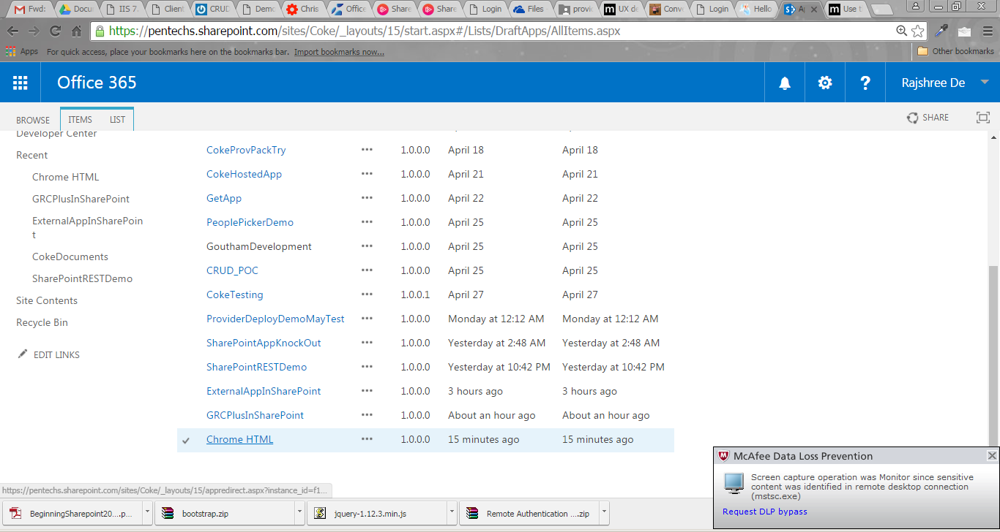 Fwd:
Docu
IIS 7.
Client
CRUD
Demo
Chris
Office
Share
Share
Login
Files
provi
UX de
Conv
Login
Hello
Use t
https://pentechs.sharepoint.com/sites/Coke/_layouts/15/start.aspx#/Lists/DraftApps/AllItems.aspx
Apps For quick access, place your bookmarks here on the bookmarks bar. Import bookmarks now... Other bookmarks
Office 365 ? Rajshree De
BROWSE ITEMS LIST SHARE
Developer Center
Recent
Chrome HTML
GRCPlusInSharePoint
ExternalAppInSharePoin
t
CokeDocuments
SharePointRESTDemo
Site Contents
Recycle Bin
EDIT LINKS
CokeProvPackTry ••• 1.0.0.0 April 18 April 18
CokeHostedApp ••• 1.0.0.0 April 21 April 21
GetApp ••• 1.0.0.0 April 22 April 22
PeoplePickerDemo ••• 1.0.0.0 April 25 April 25
GouthamDevelopment ••• 1.0.0.0 April 25 April 25
CRUD_POC ••• 1.0.0.0 April 25 April 25
CokeTesting ••• 1.0.0.1 April 27 April 27
ProviderDeployDemoMayTest ••• 1.0.0.0 Monday at 12:12 AM Monday at 12:12 AM
SharePointAppKnockOut ••• 1.0.0.0 Yesterday at 2:48 AM Yesterday at 2:48 AM
SharePointRESTDemo ••• 1.0.0.0 Yesterday at 10:42 PM Yesterday at 10:42 PM
ExternalAppInSharePoint ••• 1.0.0.0 3 hours ago 3 hours ago
GRCPlusInSharePoint ••• 1.0.0.0 About an hour ago About an hour ago
Chrome HTML ••• 1.0.0.0 15 minutes ago 15 minutes ago
McAfee Data Loss Prevention
Screen capture operation was Monitor since sensitive
content was identified in remote desktop connection
(mstsc.exe)
Request DLP bypass
https://pentechs.sharepoint.com/sites/Coke/_layouts/15/appredirect.aspx?instance_id=f1...
BeginningSharepoint20....p... bootstrap.zip jquery-1.12.3.min.js Remote Authentication ....zip